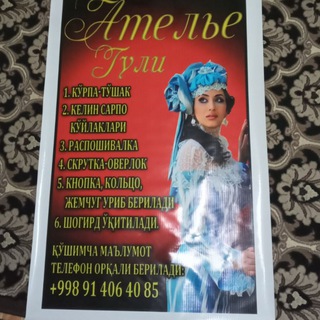 Ателье
Гули
1. КЎРПА-ТЎШАК
2. КЕЛИН САРПО
КЎЙЛАКЛАРИ
3. РАСПОШИВАЛКА
4. СКРУТКА-ОВЕРЛОК
5. КНОПКА, КОЛЬЦО,
ЖЕМЧУГ УРИБ БЕРИЛАДИ
6. ШОГИРД ЎҚИТИЛАДИ.
ҚЎШИМЧА МАЪЛУМОТ
ТЕЛЕФОН ОРҚАЛИ БЕРИЛАДИ:
+998 91 406 40 85